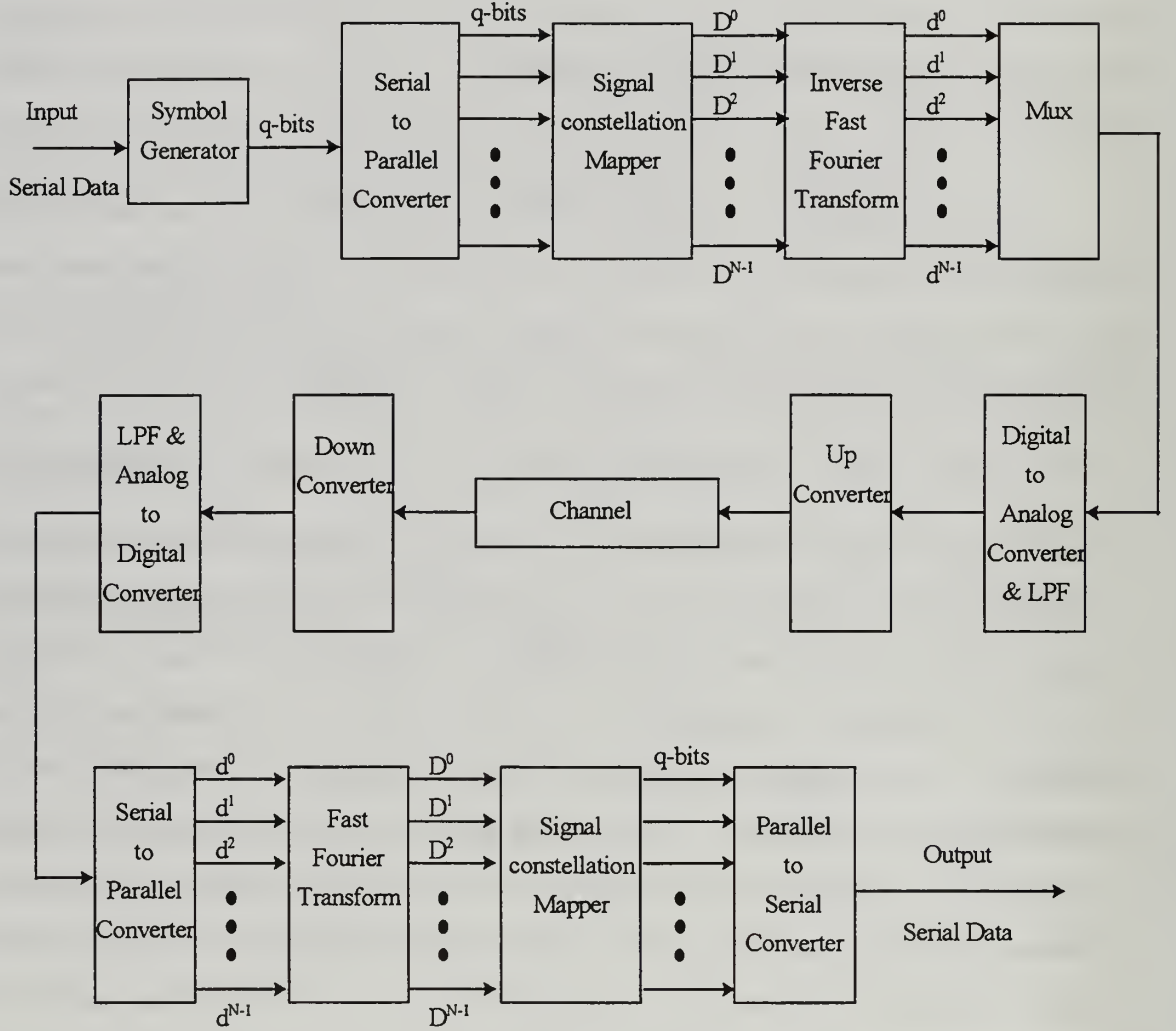 Input
Serial Data
Symbol
Generator
q-bits
Serial
to
Parallel
Converter
q-bits
Signal
constellation
Mapper
D⁰
D¹
D²
Dᴺ⁻¹
Inverse
Fast
Fourier
Transform
d⁰
d¹
d²
dᴺ⁻¹
Mux
LPF &
Analog
to
Digital
Converter
Down
Converter
Channel
Up
Converter
Digital
to
Analog
Converter
& LPF
Serial
to
Parallel
Converter
d⁰
d¹
d²
dᴺ⁻¹
Fast
Fourier
Transform
D⁰
D¹
D²
Dᴺ⁻¹
Signal
constellation
Mapper
q-bits
Parallel
to
Serial
Converter
Output
Serial Data